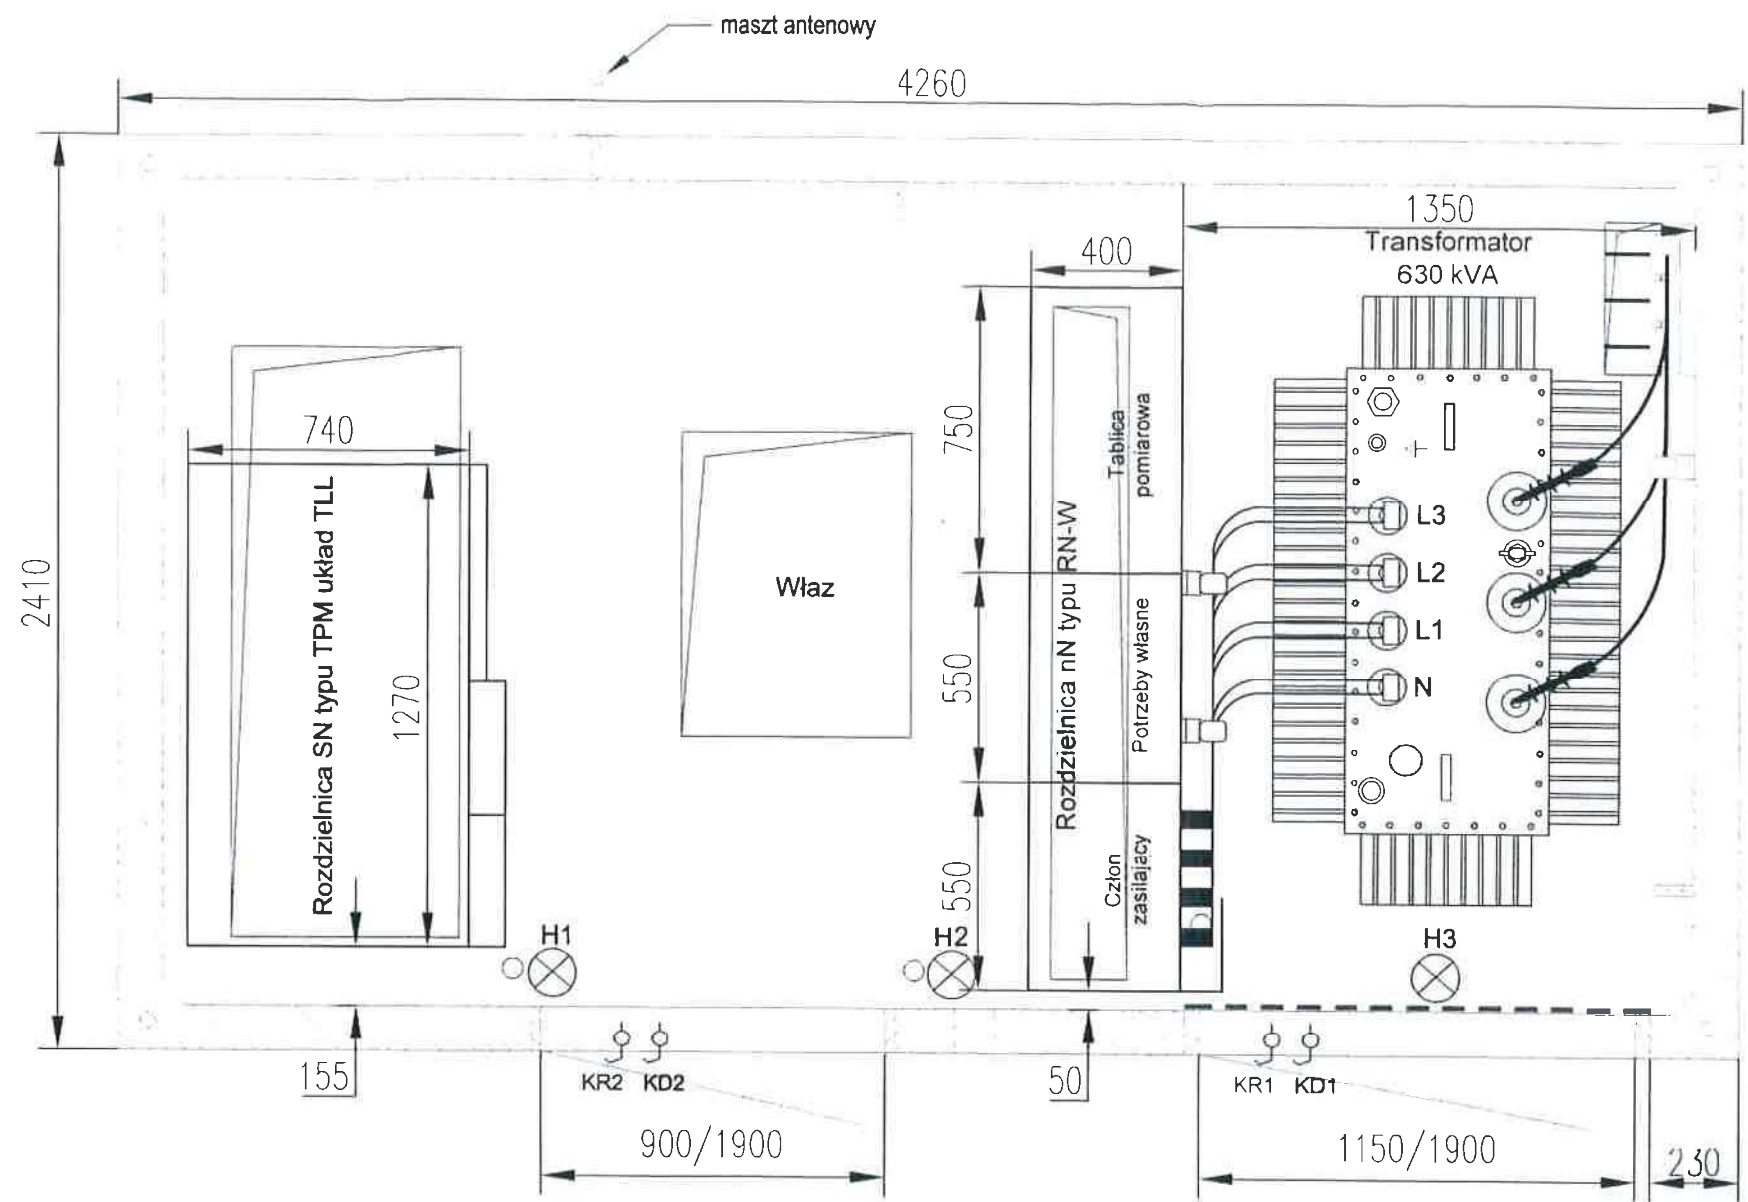 maszt antenowy
4260
2410
1350
Transformator
630 kVA
400
740
1270
Rozdzielnica SN typu TPM układ TLL
Właz
750
550
550
Rozdzielnica nN typu RN-W
Tablica
pomiarowa
Potrzeby własne
Człon
zasilający
L3
L2
L1
N
H1
H2
H3
155
KR2
KD2
50
KR1
KD1
900/1900
1150/1900
230